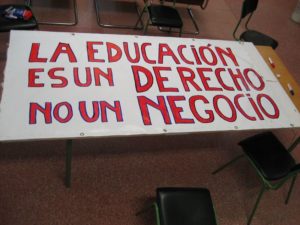 LA EDUCACIÓN
ES UN DERECHO
NO UN NEGOCIO